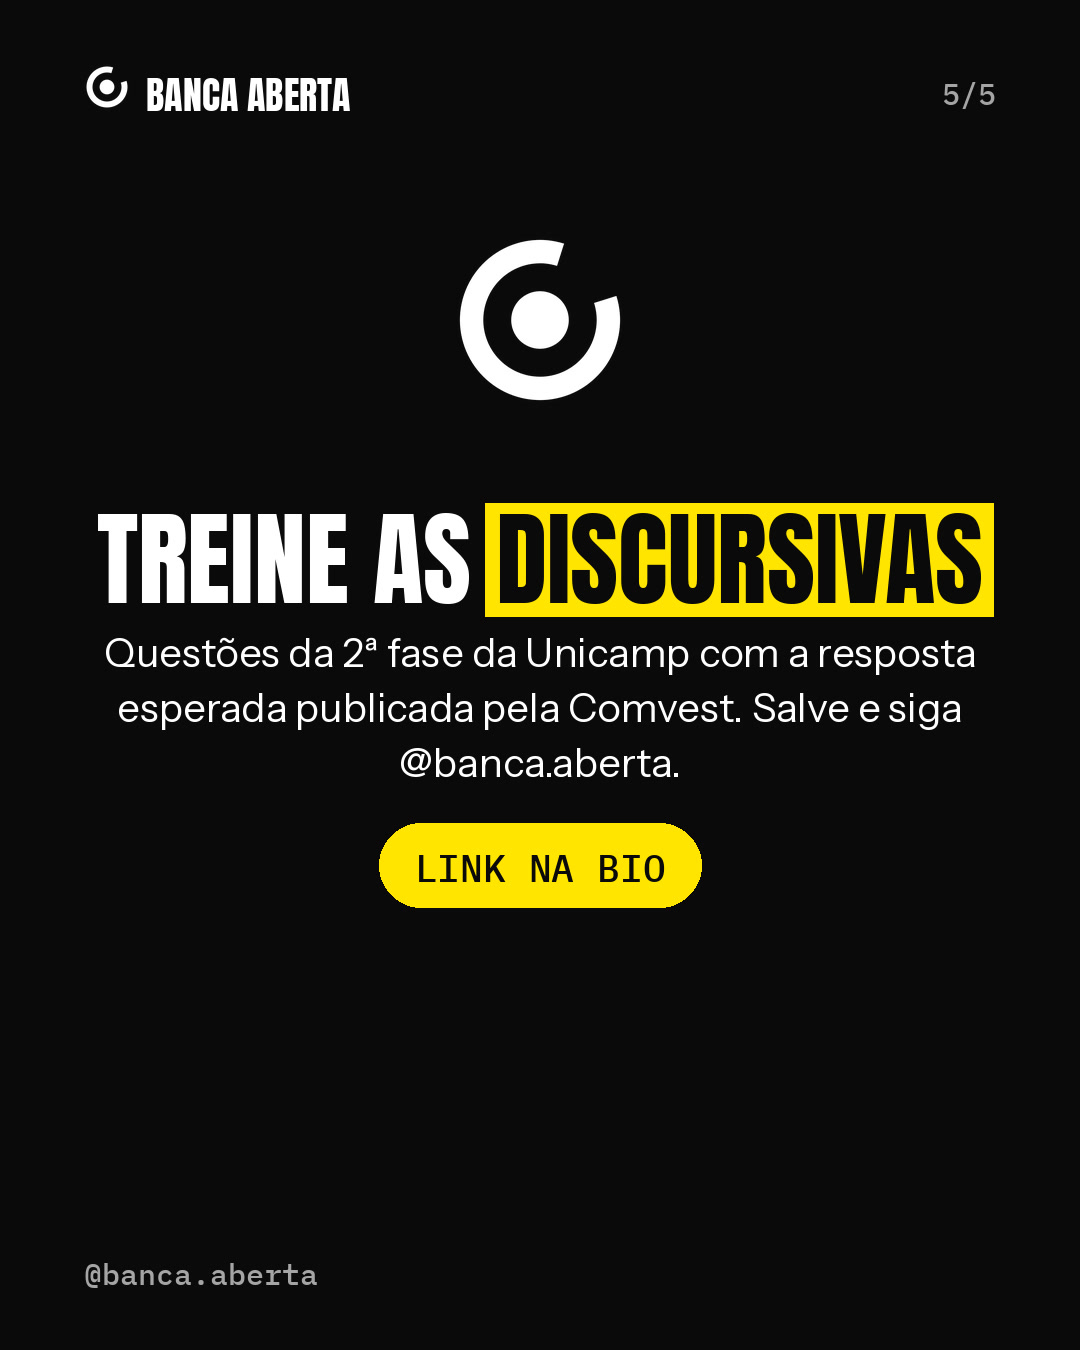 BANCA ABERTA
5/5
TREINE AS DISCURSIVAS
Questões da 2ª fase da Unicamp com a resposta
esperada publicada pela Comvest. Salve e siga
@banca.aberta.
LINK NA BIO
@banca.aberta